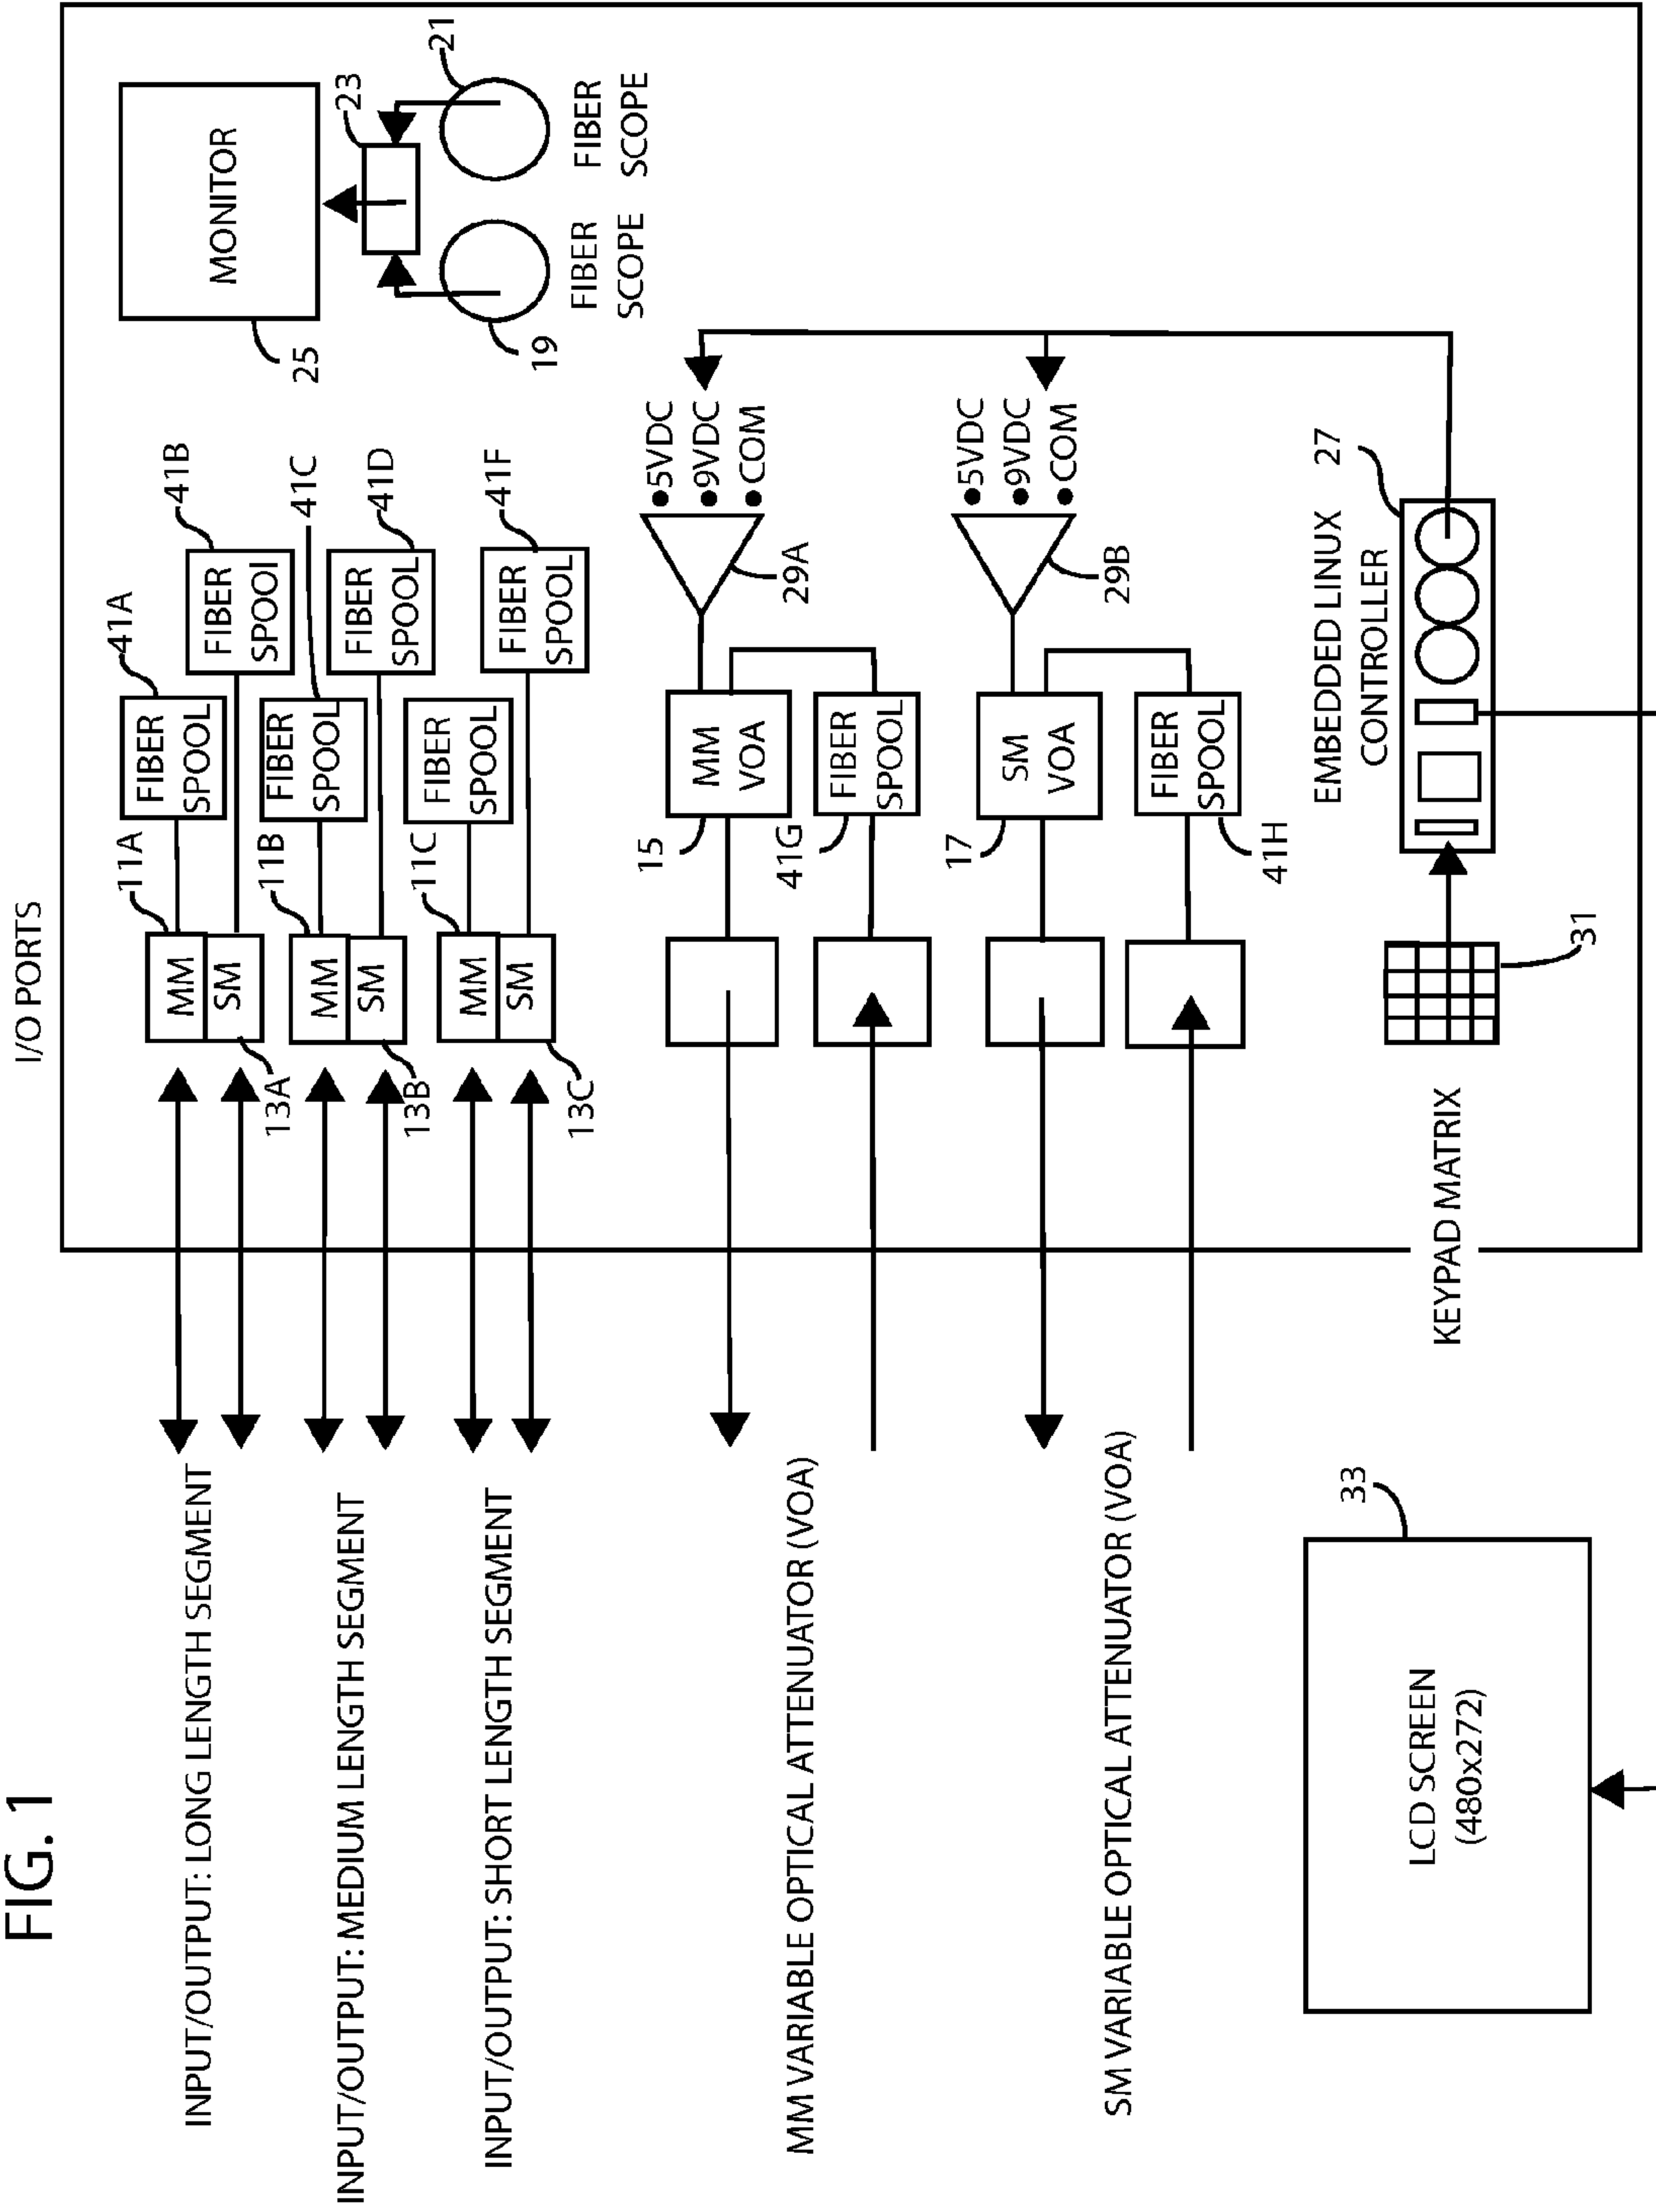 FIG. 1
I/O PORTS
INPUT/OUTPUT: LONG LENGTH SEGMENT
INPUT/OUTPUT: MEDIUM LENGTH SEGMENT
INPUT/OUTPUT: SHORT LENGTH SEGMENT
MM VARIABLE OPTICAL ATTENUATOR (VOA)
SM VARIABLE OPTICAL ATTENUATOR (VOA)
LCD SCREEN
(480x272)
33
KEYPAD MATRIX
31
11A
MM
SM
13A
11B
MM
SM
13B
11C
MM
SM
13C
41A
FIBER
SPOOL
41B
FIBER
SPOOI
41C
FIBER
SPOOL
41D
FIBER
SPOOL
FIBER
SPOOL
41F
FIBER
SPOOL
15
MM
VOA
41G
FIBER
SPOOL
17
SM
VOA
41H
FIBER
SPOOL
29A
•5VDC
•9VDC
•COM
29B
•5VDC
•9VDC
•COM
EMBEDDED LINUX
CONTROLLER
27
MONITOR
25
23
19
FIBER
SCOPE
21
FIBER
SCOPE